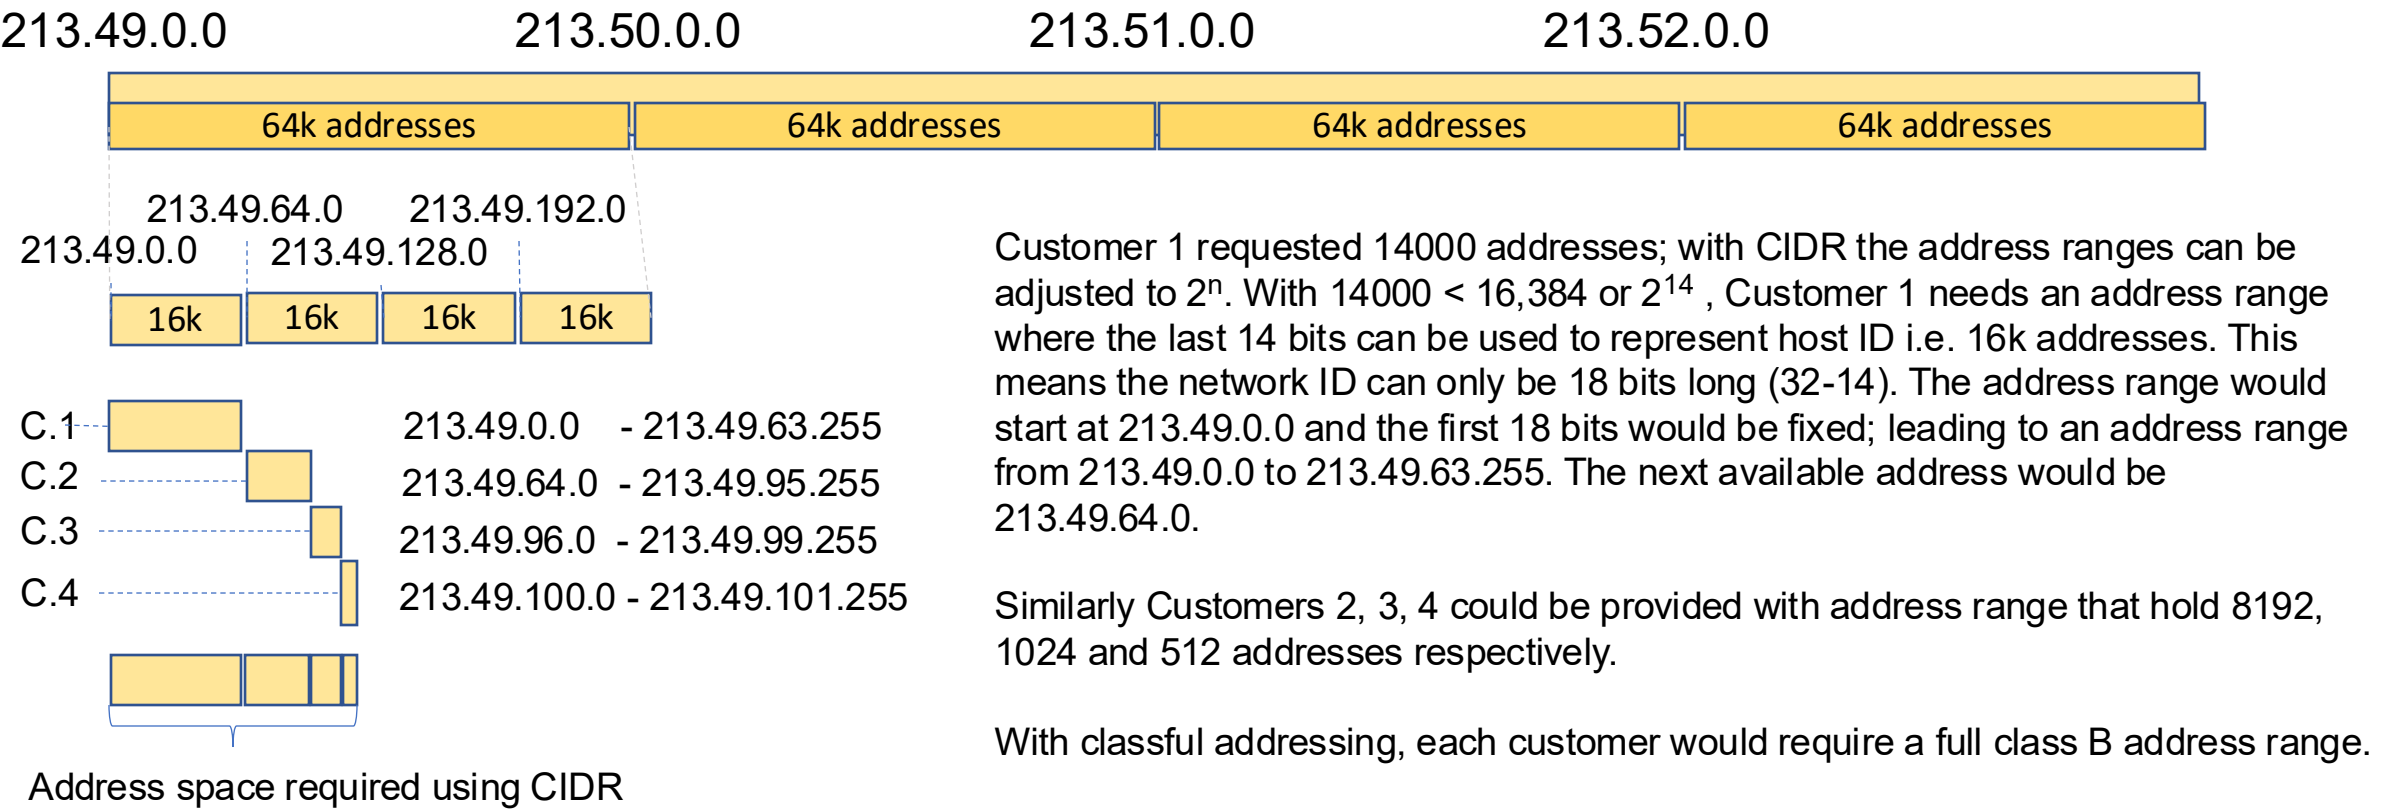 213.49.0.0 213.50.0.0 213.51.0.0 213.52.0.0
64k addresses 64k addresses 64k addresses 64k addresses
213.49.64.0 213.49.192.0
213.49.0.0 213.49.128.0
16k 16k 16k 16k
C.1 213.49.0.0 - 213.49.63.255
C.2 213.49.64.0 - 213.49.95.255
C.3 213.49.96.0 - 213.49.99.255
C.4 213.49.100.0 - 213.49.101.255
Address space required using CIDR
Customer 1 requested 14000 addresses; with CIDR the address ranges can be
adjusted to 2ⁿ. With 14000 < 16,384 or 2¹⁴ , Customer 1 needs an address range
where the last 14 bits can be used to represent host ID i.e. 16k addresses. This
means the network ID can only be 18 bits long (32-14). The address range would
start at 213.49.0.0 and the first 18 bits would be fixed; leading to an address range
from 213.49.0.0 to 213.49.63.255. The next available address would be
213.49.64.0.
Similarly Customers 2, 3, 4 could be provided with address range that hold 8192,
1024 and 512 addresses respectively.
With classful addressing, each customer would require a full class B address range.